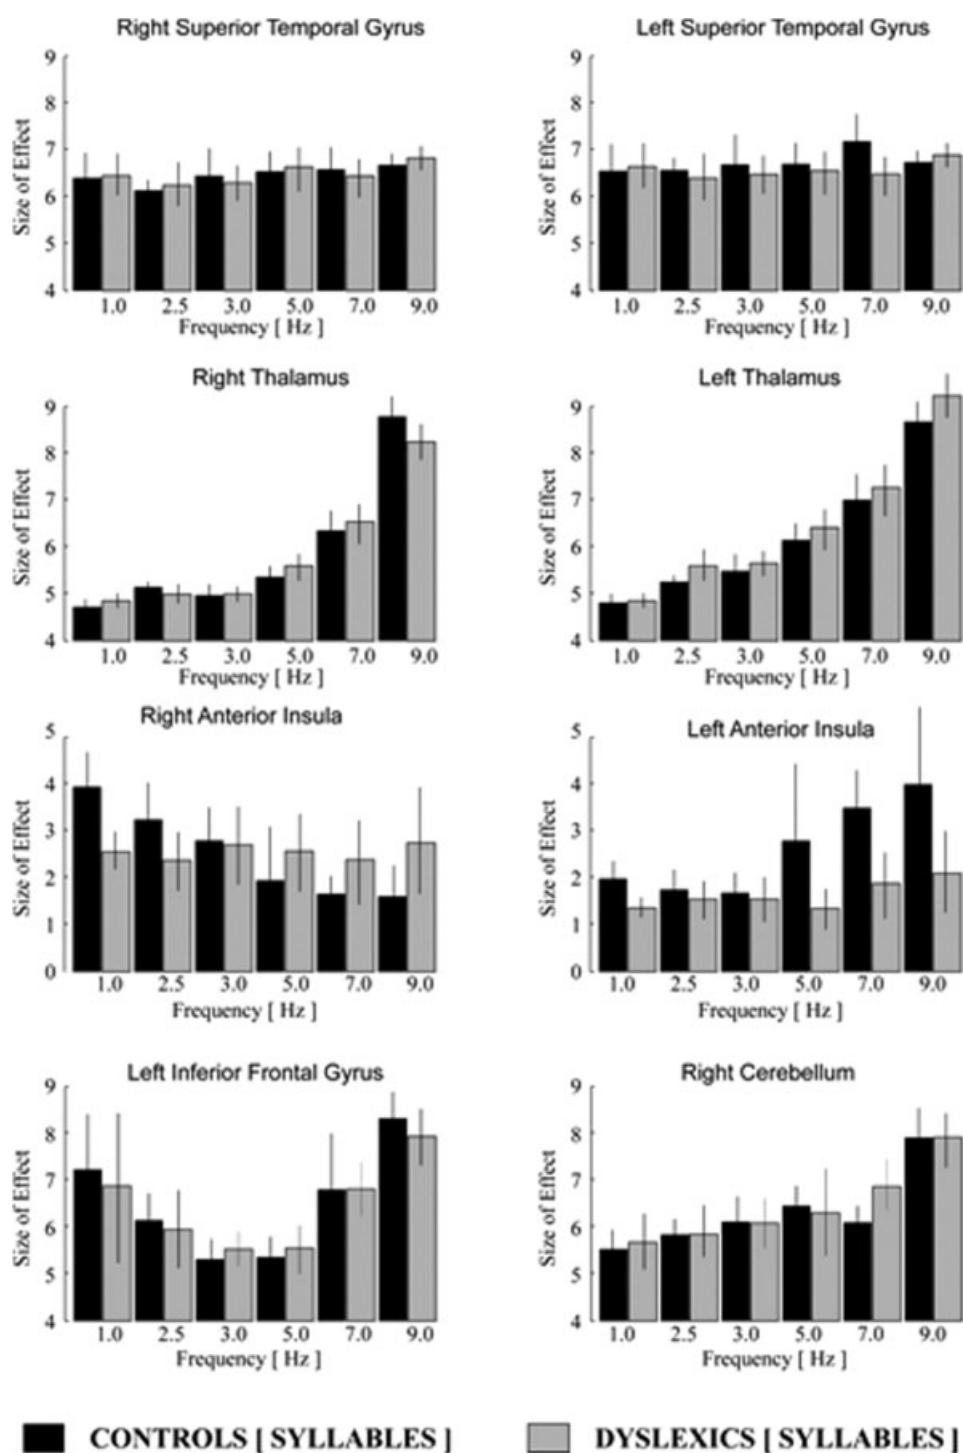 Right Superior Temporal Gyrus
9
8
7
6
5
4
Size of Effect
1.0 2.5 3.0 5.0 7.0 9.0
Frequency [ Hz ]
Left Superior Temporal Gyrus
9
8
7
6
5
4
Size of Effect
1.0 2.5 3.0 5.0 7.0 9.0
Frequency [ Hz ]
Right Thalamus
9
8
7
6
5
4
Size of Effect
1.0 2.5 3.0 5.0 7.0 9.0
Frequency [ Hz ]
Left Thalamus
9
8
7
6
5
4
Size of Effect
1.0 2.5 3.0 5.0 7.0 9.0
Frequency [ Hz ]
Right Anterior Insula
5
4
3
2
1
0
Size of Effect
1.0 2.5 3.0 5.0 7.0 9.0
Frequency [ Hz ]
Left Anterior Insula
5
4
3
2
1
0
Size of Effect
1.0 2.5 3.0 5.0 7.0 9.0
Frequency [ Hz ]
Left Inferior Frontal Gyrus
9
8
7
6
5
4
Size of Effect
1.0 2.5 3.0 5.0 7.0 9.0
Frequency [ Hz ]
Right Cerebellum
9
8
7
6
5
4
Size of Effect
1.0 2.5 3.0 5.0 7.0 9.0
Frequency [ Hz ]
CONTROLS [ SYLLABLES ]
DYSLEXICS [ SYLLABLES ]